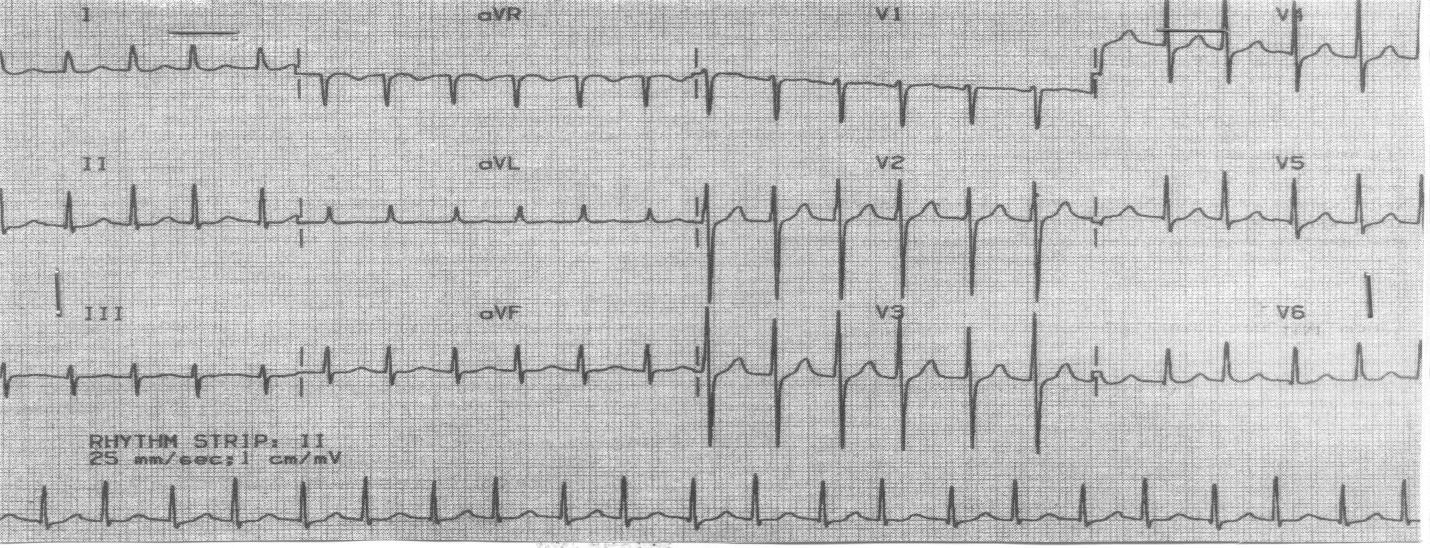 I aVR V1 V4
II aVL V2 V5
III aVF V3 V6
RHYTHM STRIP: II
25 mm/sec;1 cm/mV